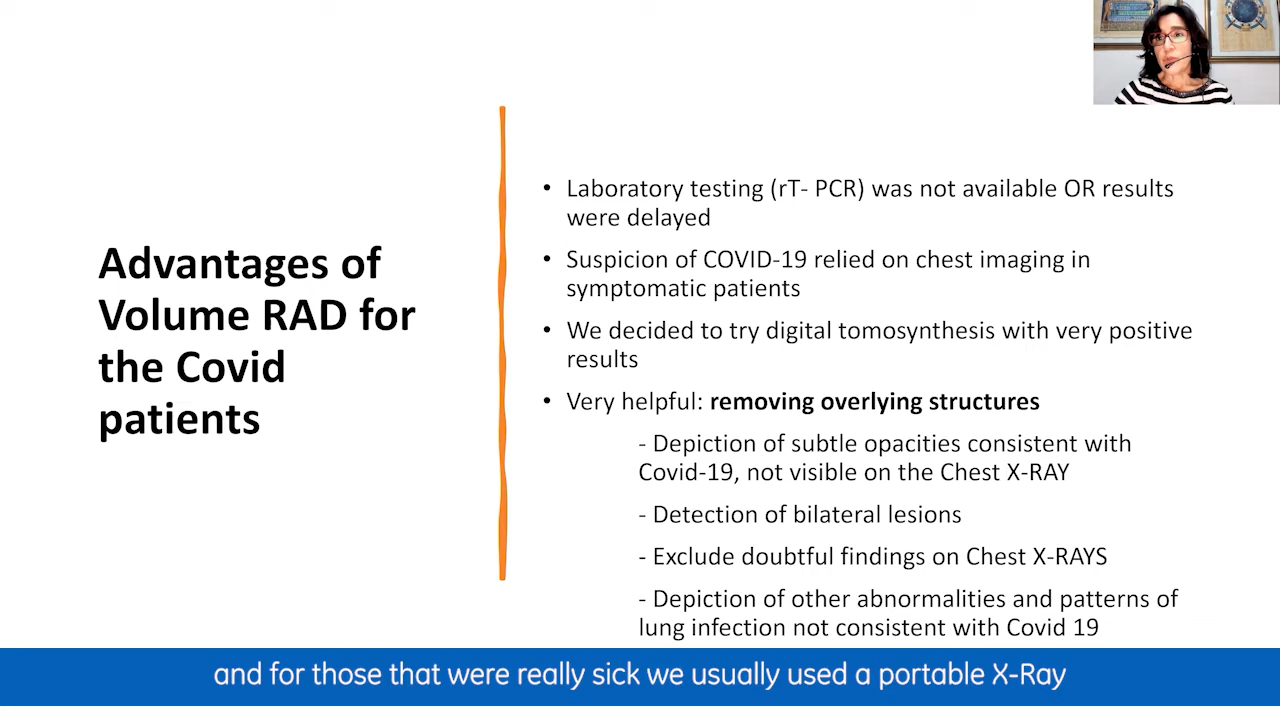 Advantages of
Volume RAD for
the Covid
patients
• Laboratory testing (rT- PCR) was not available OR results
were delayed
• Suspicion of COVID-19 relied on chest imaging in
symptomatic patients
• We decided to try digital tomosynthesis with very positive
results
• Very helpful: removing overlying structures
- Depiction of subtle opacities consistent with
Covid-19, not visible on the Chest X-RAY
- Detection of bilateral lesions
- Exclude doubtful findings on Chest X-RAYS
- Depiction of other abnormalities and patterns of
lung infection not consistent with Covid 19
and for those that were really sick we usually used a portable X-Ray